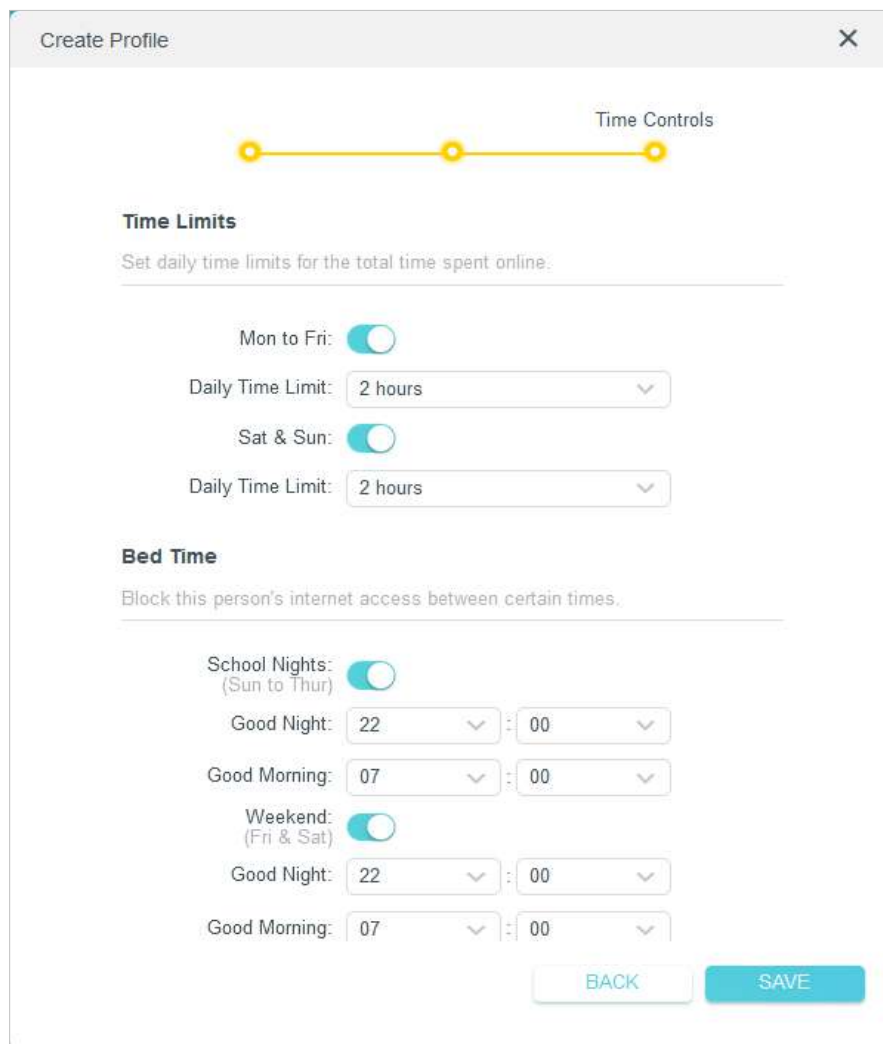 Create Profile
Time Controls
Time Limits
Set daily time limits for the total time spent online.
Mon to Fri:
Daily Time Limit: 2 hours
Sat & Sun:
Daily Time Limit: 2 hours
Bed Time
Block this person's internet access between certain times.
School Nights:
(Sun to Thur)
Good Night: 22 : 00
Good Morning: 07 : 00
Weekend:
(Fri & Sat)
Good Night: 22 : 00
Good Morning: 07 : 00
BACK SAVE